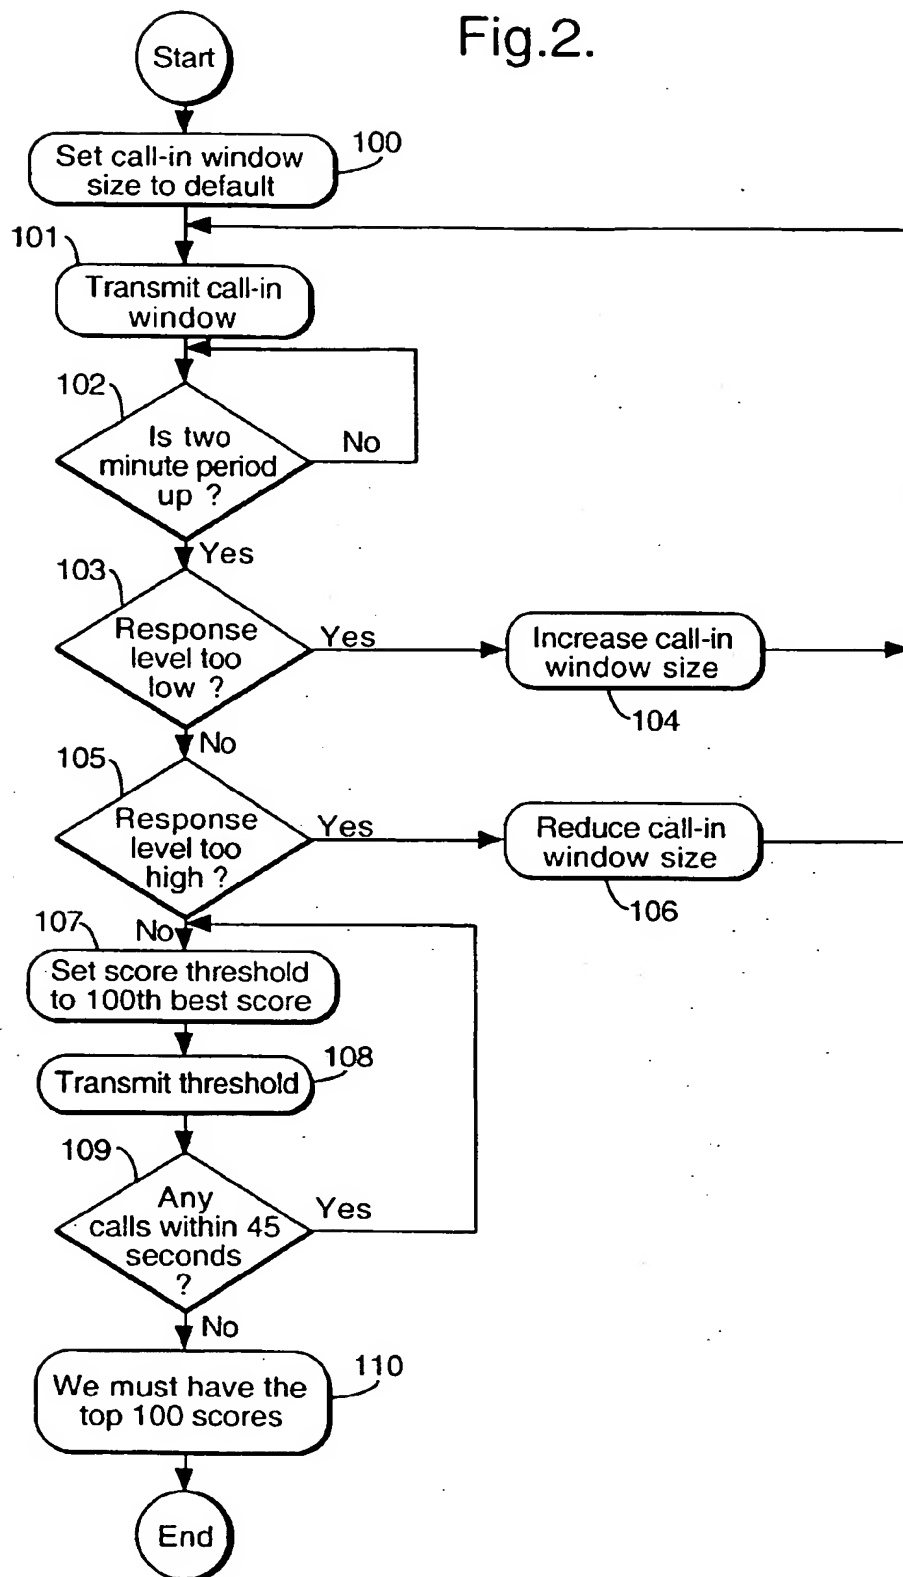 Fig.2.
Start
100
Set call-in window
size to default
101
Transmit call-in
window
102
Is two
minute period
up ?
No
Yes
103
Response
level too
low ?
Yes
Increase call-in
window size
104
No
105
Response
level too
high ?
Yes
Reduce call-in
window size
106
No
107
Set score threshold
to 100th best score
108
Transmit threshold
109
Any
calls within 45
seconds
?
Yes
No
110
We must have the
top 100 scores
End